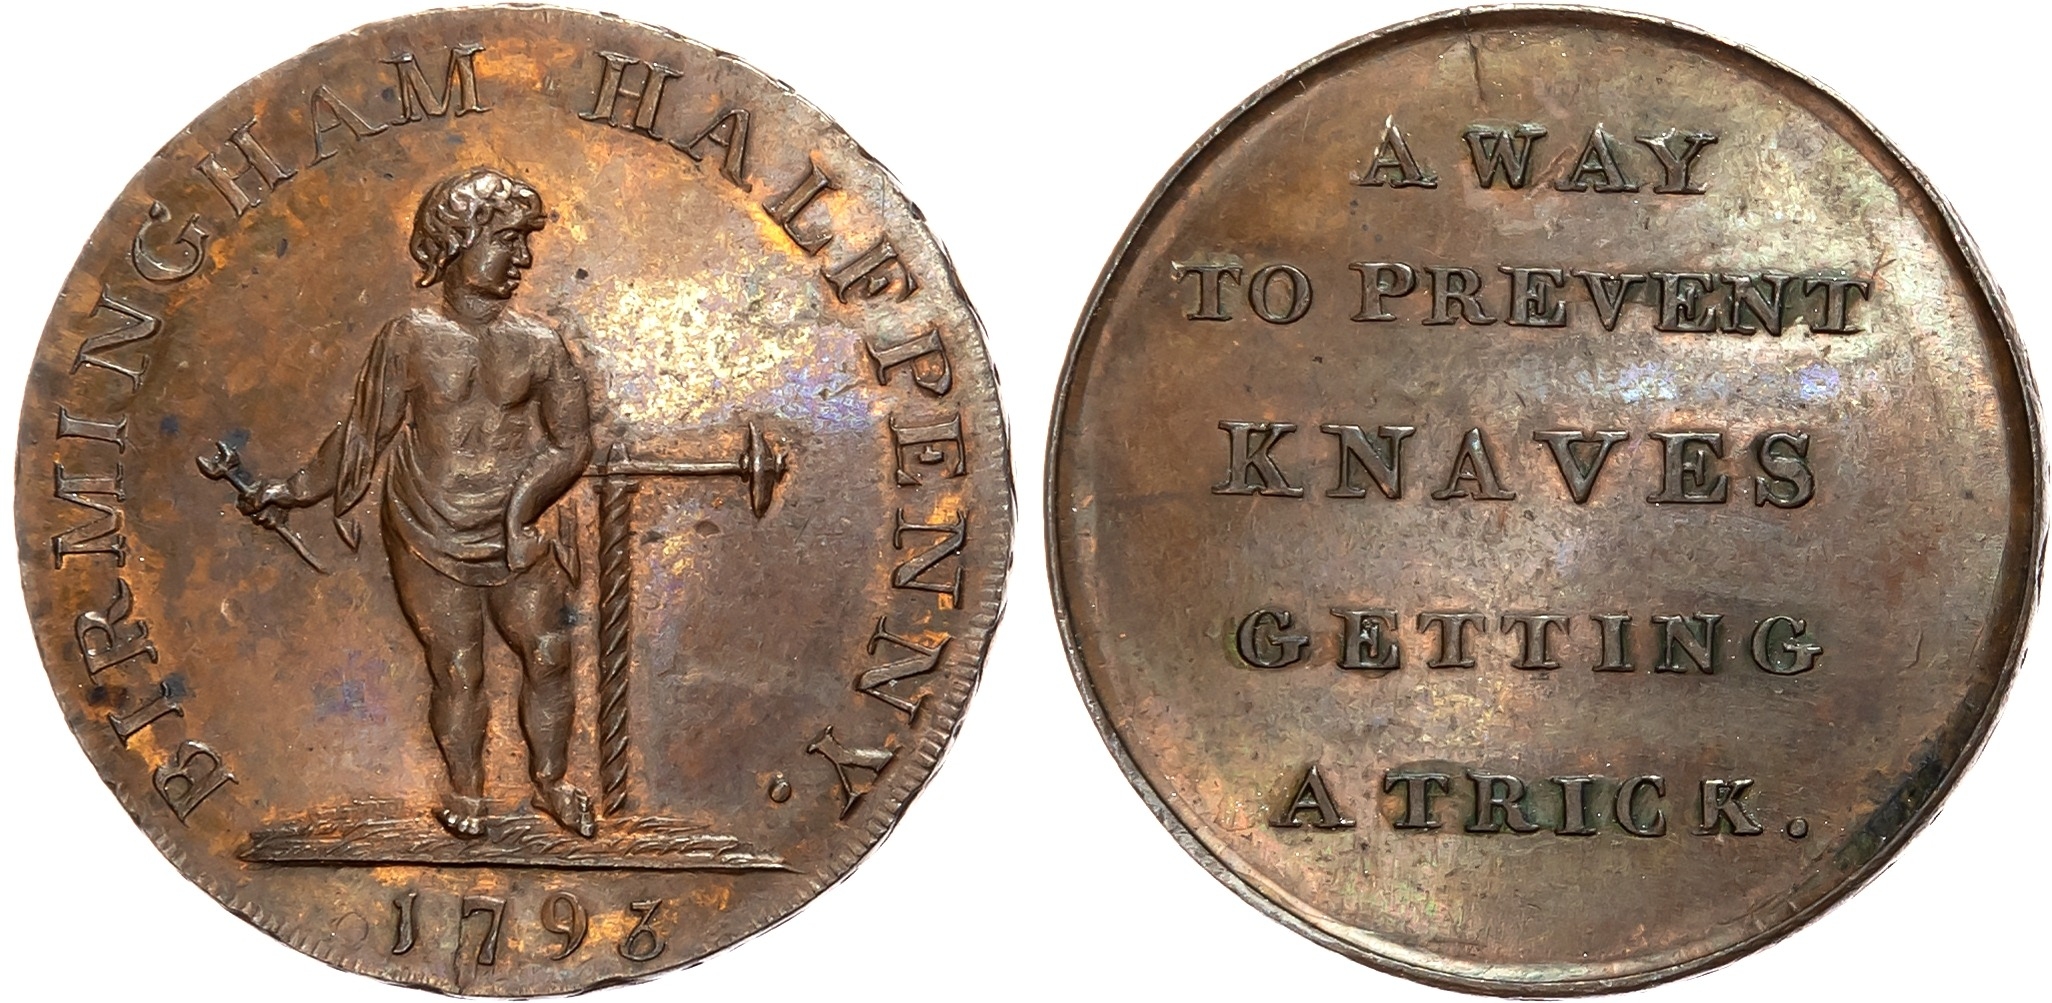 BIRMINGHAM HALFPENNY.
1793
A WAY
TO PREVENT
KNAVES
GETTING
A TRICK.